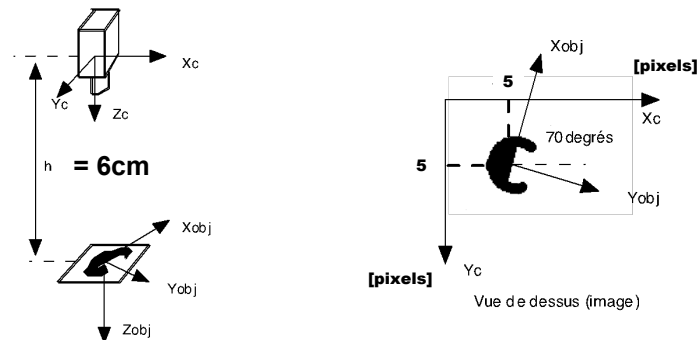 Xc
Yc
Zc
h = 6cm
Xobj
Yobj
Zobj
Xobj
[pixels]
5
Xc
70 degrés
5
Yobj
Yc
[pixels]
Vue de dessus (image)